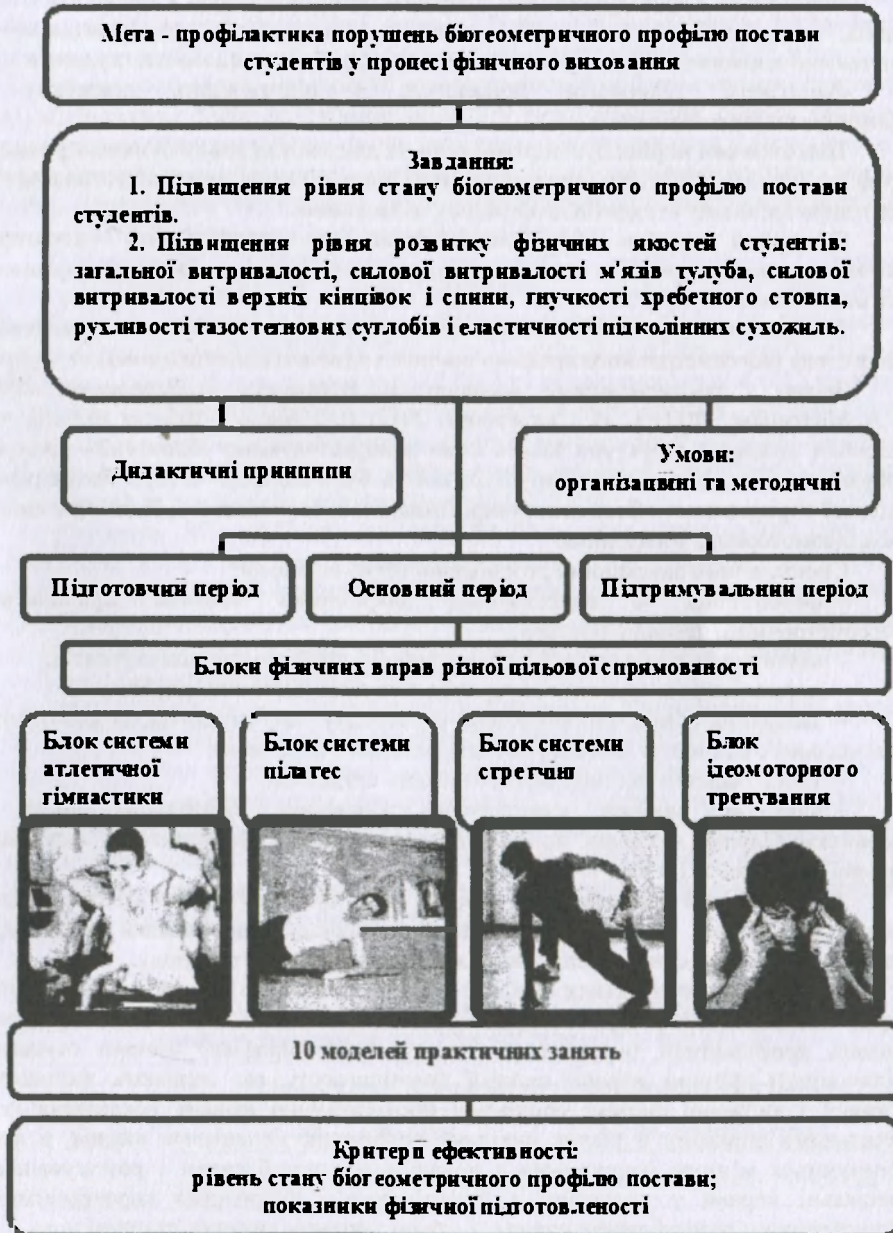 Мета - профілактика порушень біогеометричного профілю постави
студентів у процесі фізичного виховання
Завдання:
1. Підвищення рівня стану біогеометричного профілю постави
студентів.
2. Підвищення рівня розвитку фізичних якостей студентів:
загальної витривалості, силової витривалості м'язів тулуба, силової
витривалості верхніх кінцівок і спини, гнучкості хребетного стовпа,
рухливості тазостегнових суглобів і еластичності підколінних сухожиль.
Дидактичні принципи
Умови:
організаційні та методичні
Підготовчий період
Основний період
Підтримувальний період
Блоки фізичних вправ різної цільової спрямованості
Блок системи
атлетичної
гімнастики
Блок системи
пілатес
Блок системи
стретчінг
Блок
ідеомоторного
тренування
10 моделей практичних занять
Критерії ефективності:
рівень стану біогеометричного профілю постави;
показники фізичної підготовленості